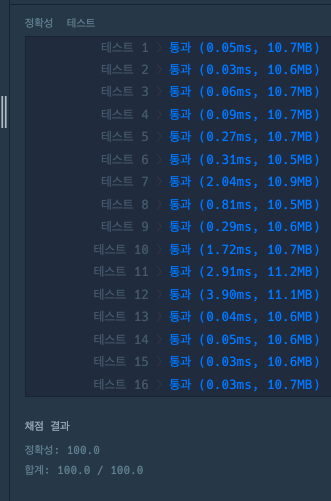 정확성 테스트
테스트 1 > 통과 (0.05ms, 10.7MB)
테스트 2 > 통과 (0.03ms, 10.6MB)
테스트 3 > 통과 (0.06ms, 10.7MB)
테스트 4 > 통과 (0.09ms, 10.7MB)
테스트 5 > 통과 (0.27ms, 10.7MB)
테스트 6 > 통과 (0.31ms, 10.5MB)
테스트 7 > 통과 (2.04ms, 10.9MB)
테스트 8 > 통과 (0.81ms, 10.5MB)
테스트 9 > 통과 (0.29ms, 10.6MB)
테스트 10 > 통과 (1.72ms, 10.7MB)
테스트 11 > 통과 (2.91ms, 11.2MB)
테스트 12 > 통과 (3.90ms, 11.1MB)
테스트 13 > 통과 (0.04ms, 10.6MB)
테스트 14 > 통과 (0.05ms, 10.6MB)
테스트 15 > 통과 (0.03ms, 10.6MB)
테스트 16 > 통과 (0.03ms, 10.7MB)
채점 결과
정확성: 100.0
합계: 100.0 / 100.0